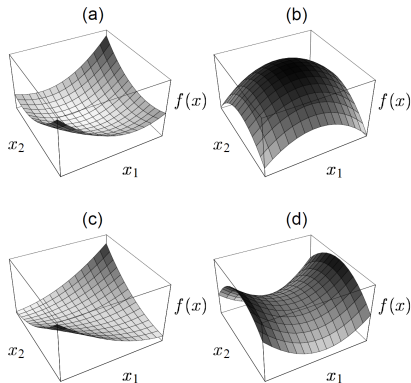 (a) (b)
f(x) f(x)
x₂ x₂
x₁ x₁
(c) (d)
f(x) f(x)
x₂ x₂
x₁ x₁